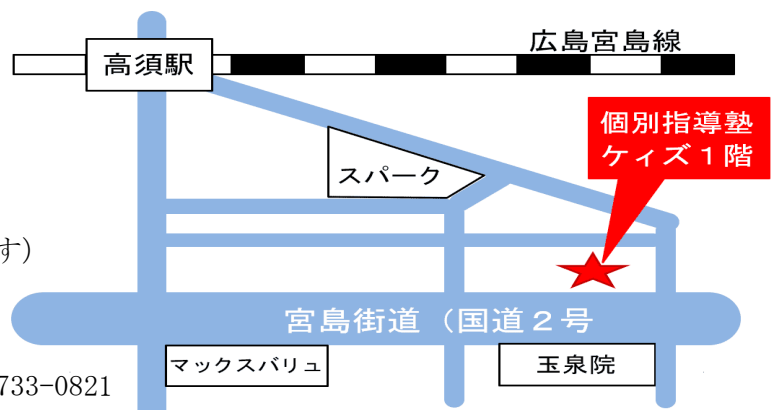 広島宮島線
高須駅
個別指導塾
ケィズ１階
スパーク
す)
宮島街道（国道２号
マックスバリュ
玉泉院
733-0821